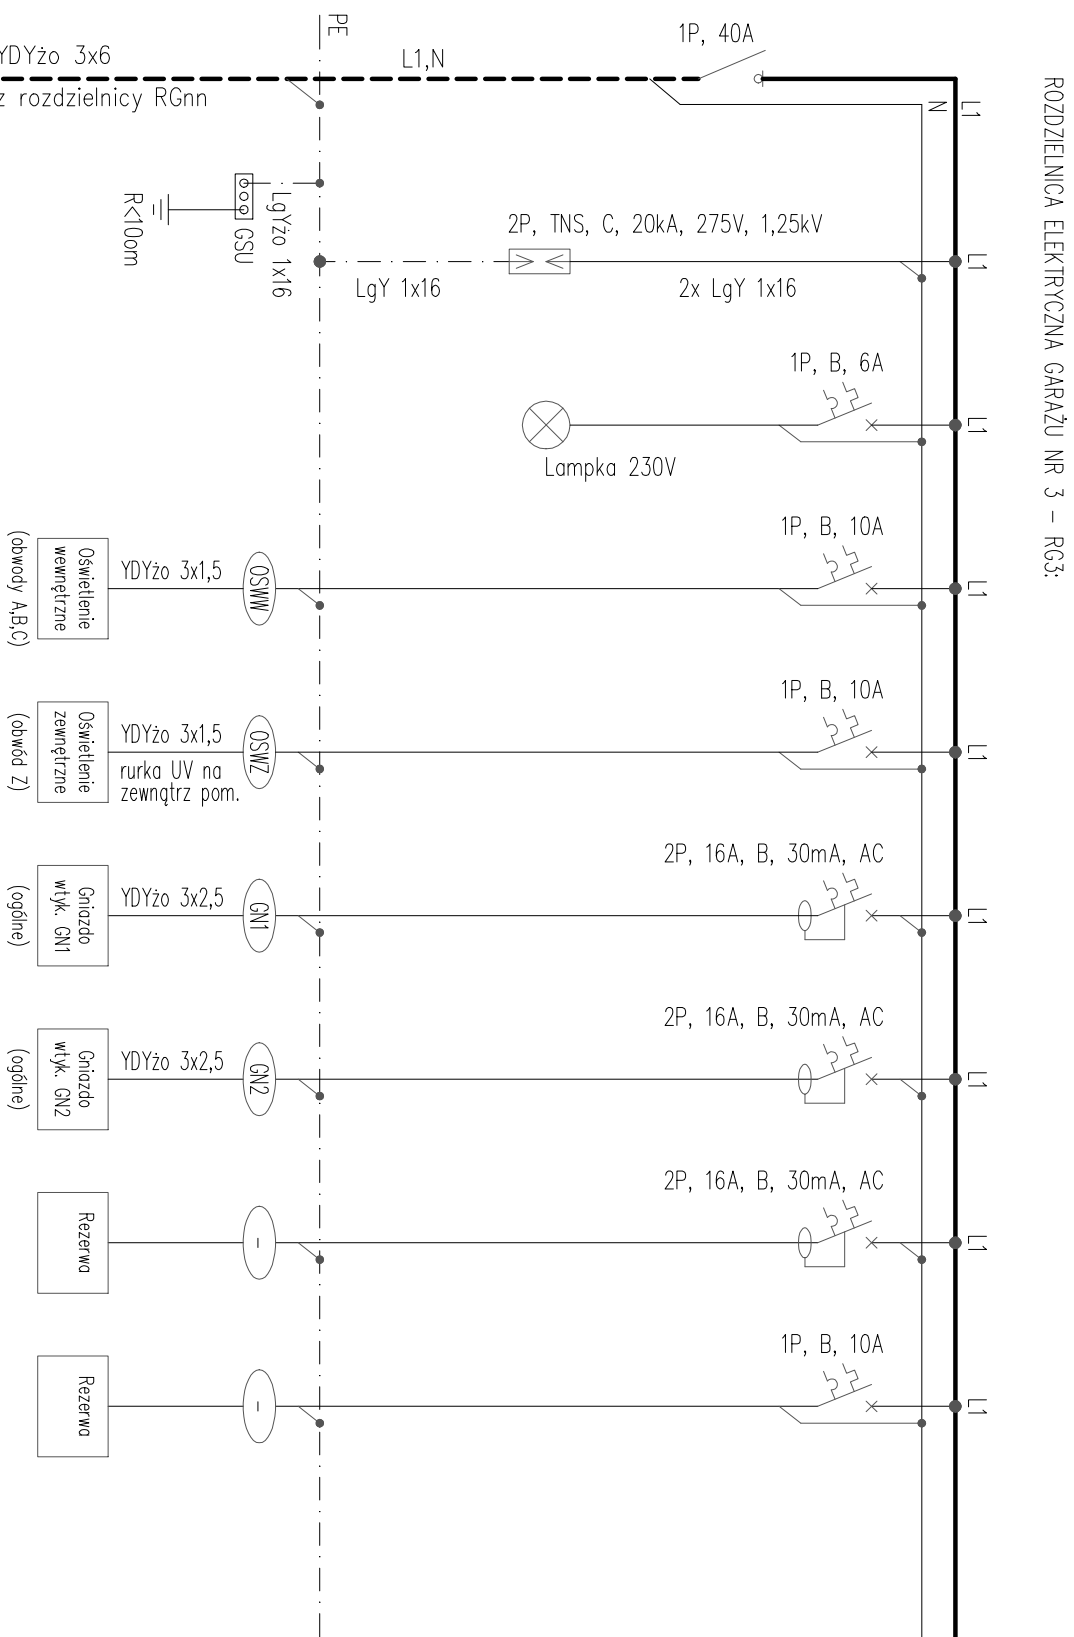 ROZDZIELNICA ELEKTRYCZNA GARAŻU NR 3 - RG3:
PE
1P, 40A
YDYżo 3x6
L1,N
z rozdzielnicy RGnn
N
L1
LgYżo 1x16
GSU
R<10om
2P, TNS, C, 20kA, 275V, 1,25kV
L1
LgY 1x16
2x LgY 1x16
1P, B, 6A
L1
Lampka 230V
1P, B, 10A
L1
OSWW
YDYżo 3x1,5
Oświetlenie
wewnętrzne
(obwody A,B,C)
1P, B, 10A
L1
OSWZ
YDYżo 3x1,5
rurka UV na
zewnątrz pom.
Oświetlenie
zewnętrzne
(obwód Z)
2P, 16A, B, 30mA, AC
L1
GN1
YDYżo 3x2,5
Gniazdo
wtyk. GN1
(ogólne)
2P, 16A, B, 30mA, AC
L1
GN2
YDYżo 3x2,5
Gniazdo
wtyk. GN2
(ogólne)
2P, 16A, B, 30mA, AC
L1
-
Rezerwa
1P, B, 10A
L1
-
Rezerwa